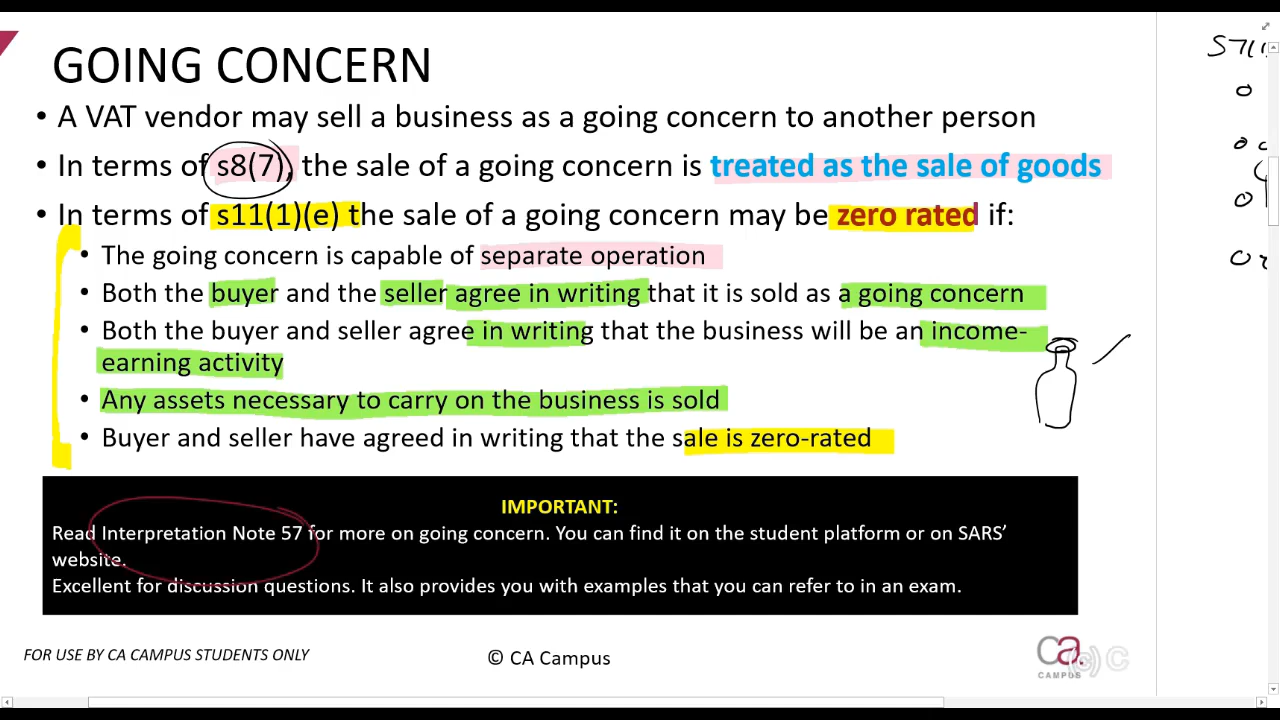 GOING CONCERN
• A VAT vendor may sell a business as a going concern to another person
• In terms of s8(7), the sale of a going concern is treated as the sale of goods
• In terms of s11(1)(e) the sale of a going concern may be zero rated if:
• The going concern is capable of separate operation
• Both the buyer and the seller agree in writing that it is sold as a going concern
• Both the buyer and seller agree in writing that the business will be an income-
earning activity
• Any assets necessary to carry on the business is sold
• Buyer and seller have agreed in writing that the sale is zero-rated
IMPORTANT:
Read Interpretation Note 57 for more on going concern. You can find it on the student platform or on SARS’
website.
Excellent for discussion questions. It also provides you with examples that you can refer to in an exam.
FOR USE BY CA CAMPUS STUDENTS ONLY
© CA Campus
ca.
CAMPUS
(c) C